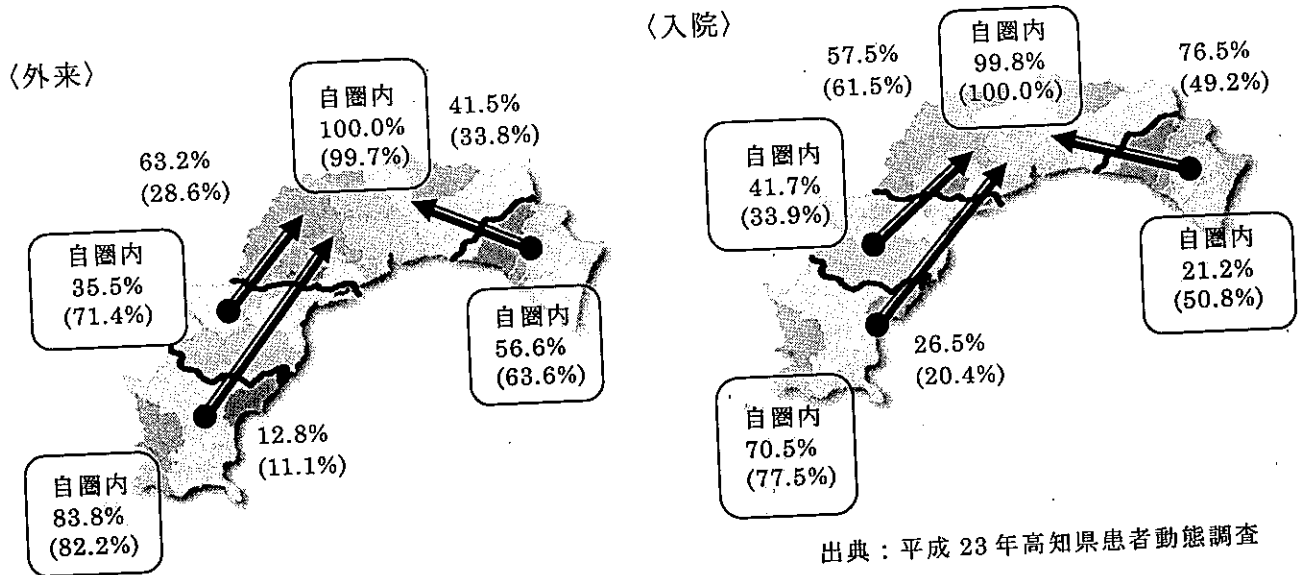 〈外来〉
自圏内
100.0%
(99.7%)
41.5%
(33.8%)
63.2%
(28.6%)
自圏内
35.5%
(71.4%)
自圏内
56.6%
(63.6%)
12.8%
(11.1%)
自圏内
83.8%
(82.2%)
〈入院〉
57.5%
(61.5%)
自圏内
99.8%
(100.0%)
76.5%
(49.2%)
自圏内
41.7%
(33.9%)
自圏内
21.2%
(50.8%)
26.5%
(20.4%)
自圏内
70.5%
(77.5%)
出典：平成 23 年高知県患者動態調査